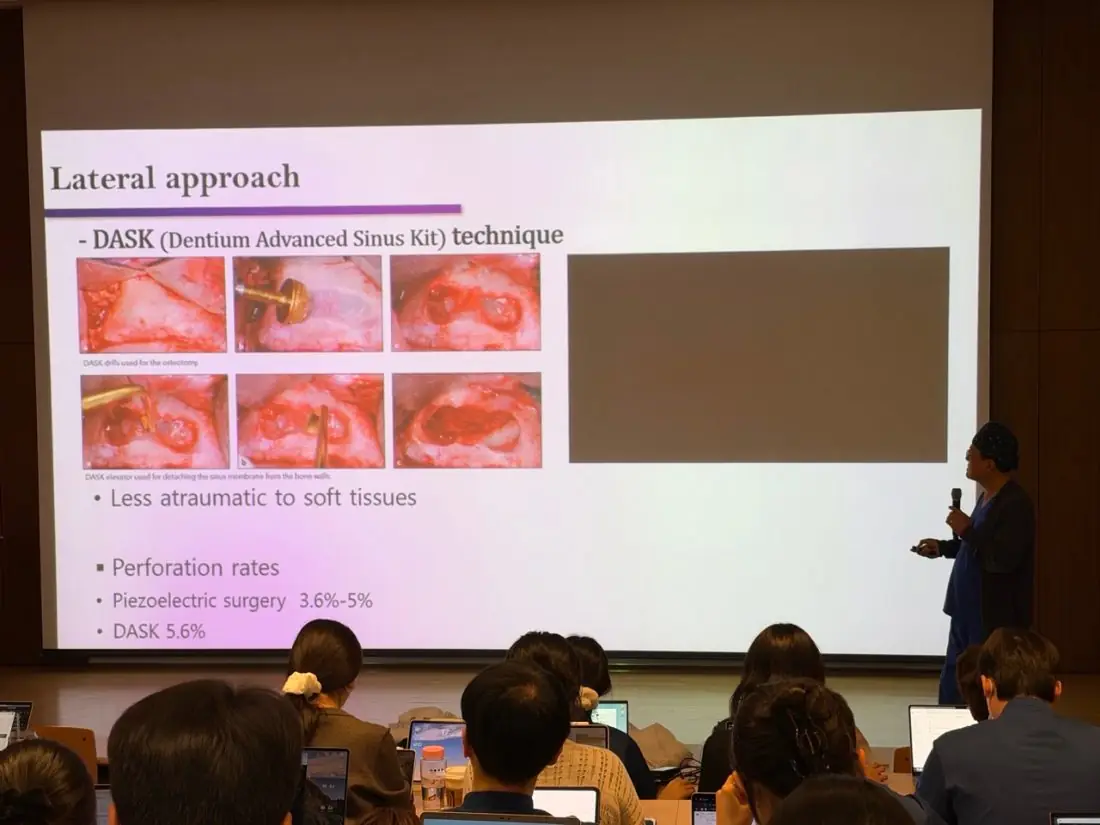 Lateral approach
- DASK (Dentium Advanced Sinus Kit) technique
DASK drills used for the osteotomy.
DASK elevator used for detaching the sinus membrane from the bone walls.
• Less atraumatic to soft tissues
▪ Perforation rates
• Piezoelectric surgery 3.6%-5%
• DASK 5.6%